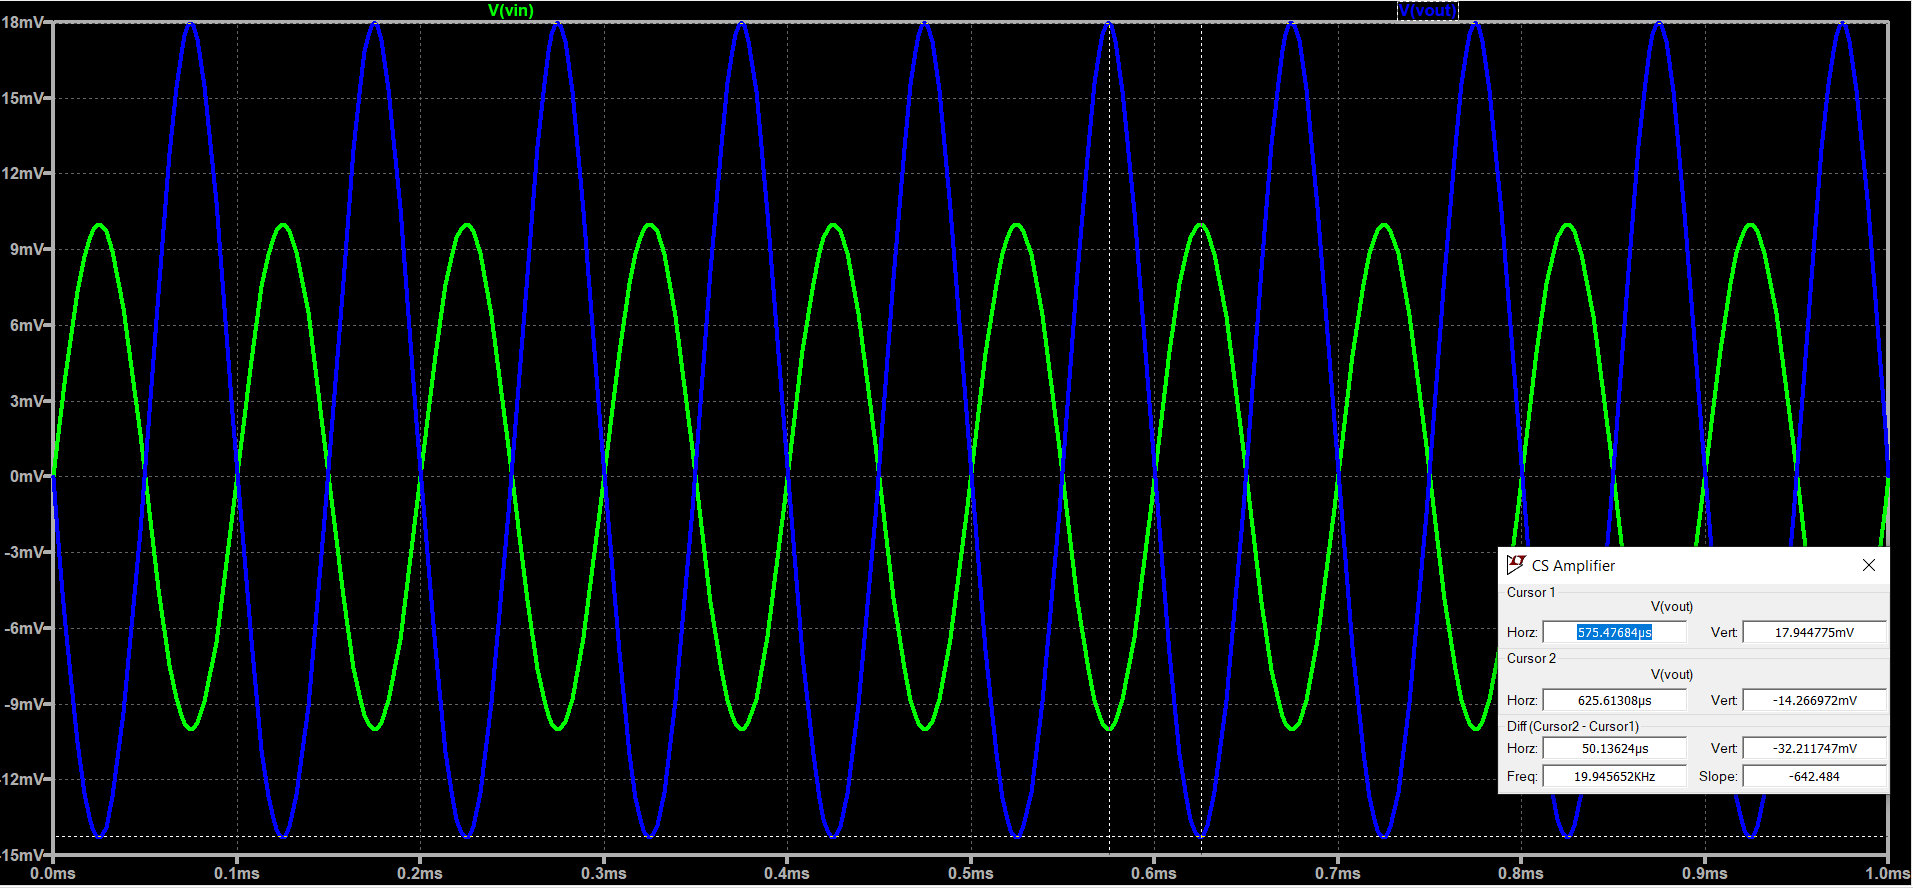 V(vin) V(vout)
18mV
15mV
12mV
9mV
6mV
3mV
0mV
-3mV
-6mV
-9mV
-12mV
-15mV
0.0ms 0.1ms 0.2ms 0.3ms 0.4ms 0.5ms 0.6ms 0.7ms 0.8ms 0.9ms 1.0ms
CS Amplifier
Cursor 1
V(vout)
Horz: 575.47684µs Vert: 17.944775mV
Cursor 2
V(vout)
Horz: 625.61308µs Vert: -14.266972mV
Diff (Cursor2 - Cursor1)
Horz: 50.13624µs Vert: -32.211747mV
Freq: 19.945652KHz Slope: -642.484